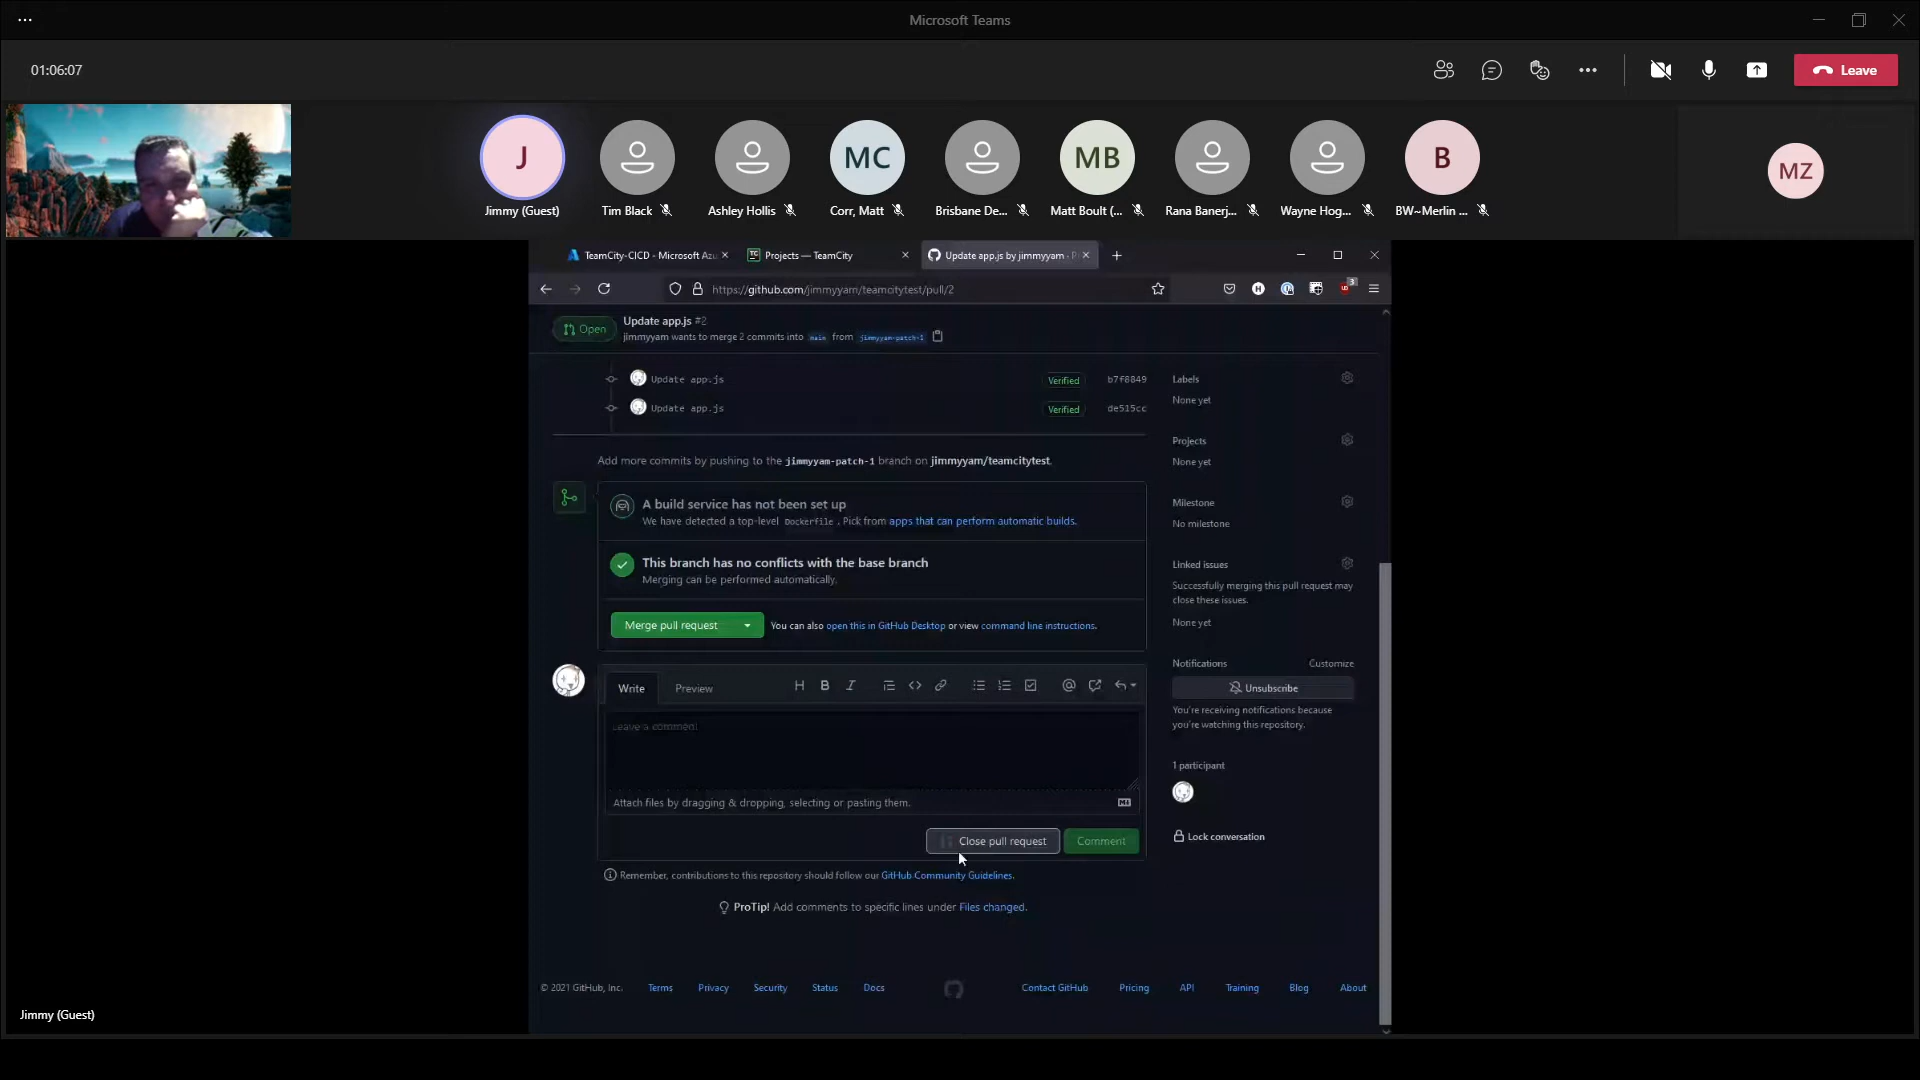 Microsoft Teams
01:06:07
Leave
J
MC
MB
B
MZ
Jimmy (Guest)
Tim Black
Ashley Hollis
Corr, Matt
Brisbane De...
Matt Boult (...
Rana Banerj...
Wayne Hog...
BW~Merlin ...
TeamCity-CICD - Microsoft Azu
TC
Projects — TeamCity
Update app.js by jimmyyam · P
https://github.com/jimmyyam/teamcitytest/pull/2
3
Open
Update app.js #2
jimmyyam wants to merge 2 commits into main from jimmyyam-patch-1
Update app.js
Verified
b7f8849
Update app.js
Verified
de515cc
Add more commits by pushing to the jimmyyam-patch-1 branch on jimmyyam/teamcitytest.
A build service has not been set up
We have detected a top-level Dockerfile . Pick from apps that can perform automatic builds.
This branch has no conflicts with the base branch
Merging can be performed automatically.
Merge pull request
You can also open this in GitHub Desktop or view command line instructions.
Write
Preview
H B I
Leave a comment
Attach files by dragging & dropping, selecting or pasting them.
Close pull request
Comment
Remember, contributions to this repository should follow our GitHub Community Guidelines.
ProTip! Add comments to specific lines under Files changed.
Labels
None yet
Projects
None yet
Milestone
No milestone
Linked issues
Successfully merging this pull request may
close these issues.
None yet
Notifications
Customize
Unsubscribe
You're receiving notifications because
you're watching this repository.
1 participant
Lock conversation
© 2021 GitHub, Inc.
Terms
Privacy
Security
Status
Docs
Contact GitHub
Pricing
API
Training
Blog
About
Jimmy (Guest)